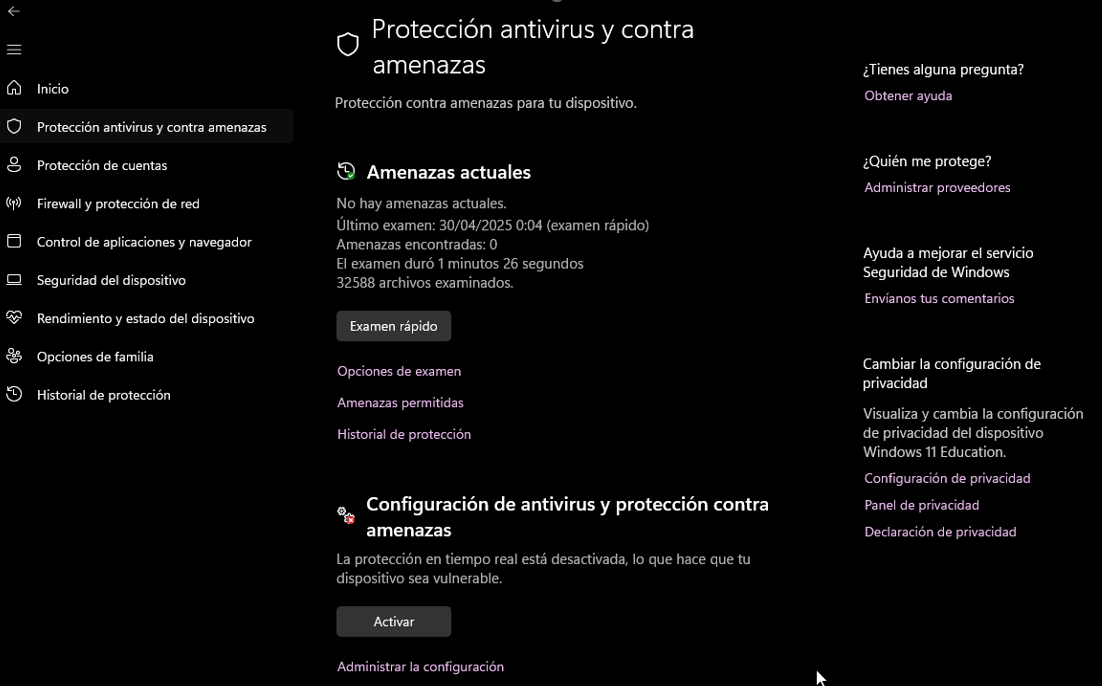 Inicio
Protección antivirus y contra amenazas
Protección de cuentas
Firewall y protección de red
Control de aplicaciones y navegador
Seguridad del dispositivo
Rendimiento y estado del dispositivo
Opciones de familia
Historial de protección
Protección antivirus y contra
amenazas
Protección contra amenazas para tu dispositivo.
Amenazas actuales
No hay amenazas actuales.
Último examen: 30/04/2025 0:04 (examen rápido)
Amenazas encontradas: 0
El examen duró 1 minutos 26 segundos
32588 archivos examinados.
Examen rápido
Opciones de examen
Amenazas permitidas
Historial de protección
Configuración de antivirus y protección contra
amenazas
La protección en tiempo real está desactivada, lo que hace que tu
dispositivo sea vulnerable.
Activar
Administrar la configuración
¿Tienes alguna pregunta?
Obtener ayuda
¿Quién me protege?
Administrar proveedores
Ayuda a mejorar el servicio
Seguridad de Windows
Envíanos tus comentarios
Cambiar la configuración de
privacidad
Visualiza y cambia la configuración
de privacidad del dispositivo
Windows 11 Education.
Configuración de privacidad
Panel de privacidad
Declaración de privacidad